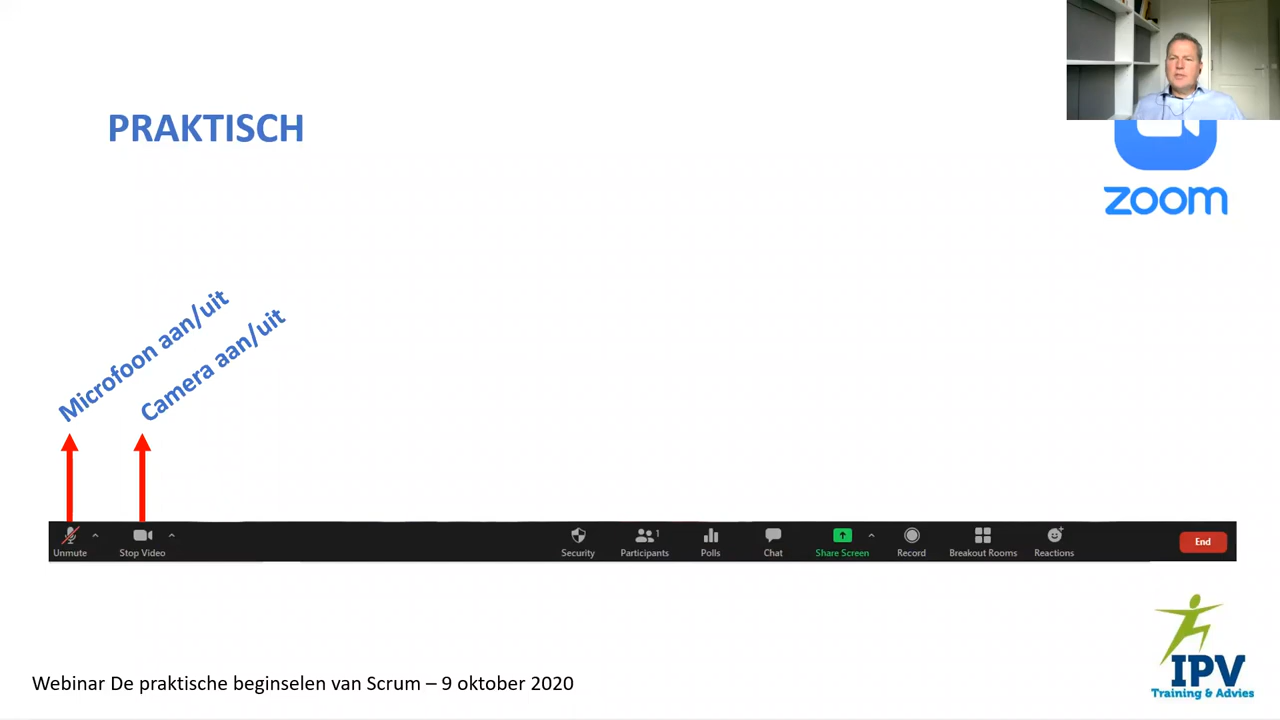 PRAKTISCH
zoom
Microfoon aan/uit
Camera aan/uit
Unmute
Stop Video
Security
1
Participants
Polls
Chat
Share Screen
Record
Breakout Rooms
Reactions
End
IPV
Training & Advies
Webinar De praktische beginselen van Scrum – 9 oktober 2020